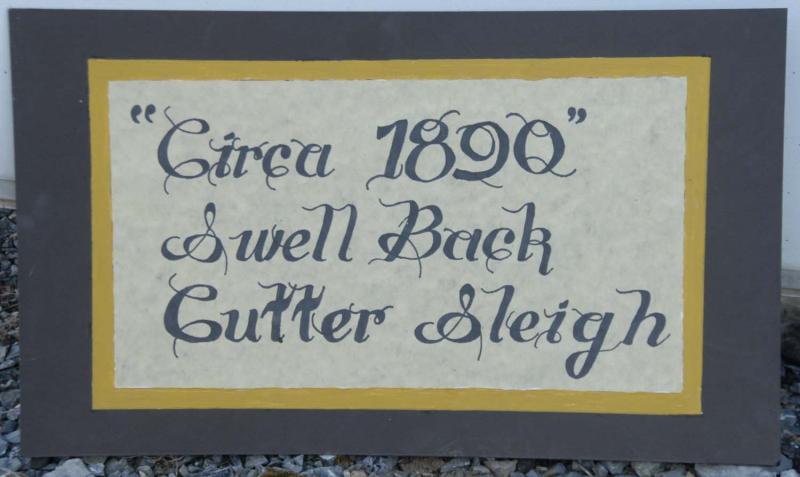 "Circa 1890"
Swell Back
Cutter Sleigh